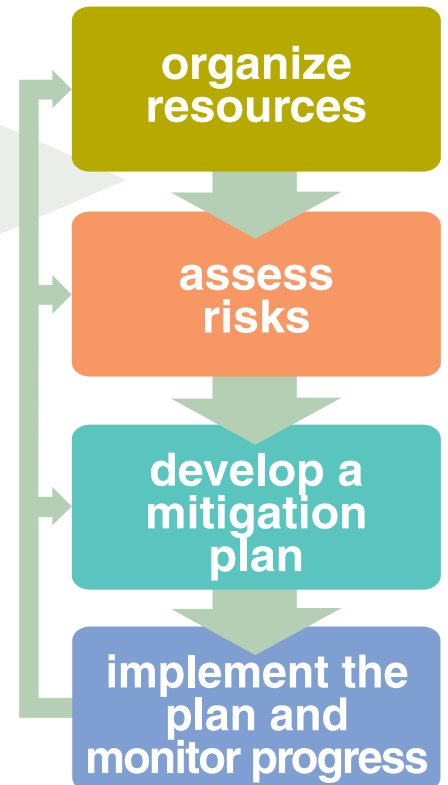 organize
resources
assess
risks
develop a
mitigation
plan
implement the
plan and
monitor progress